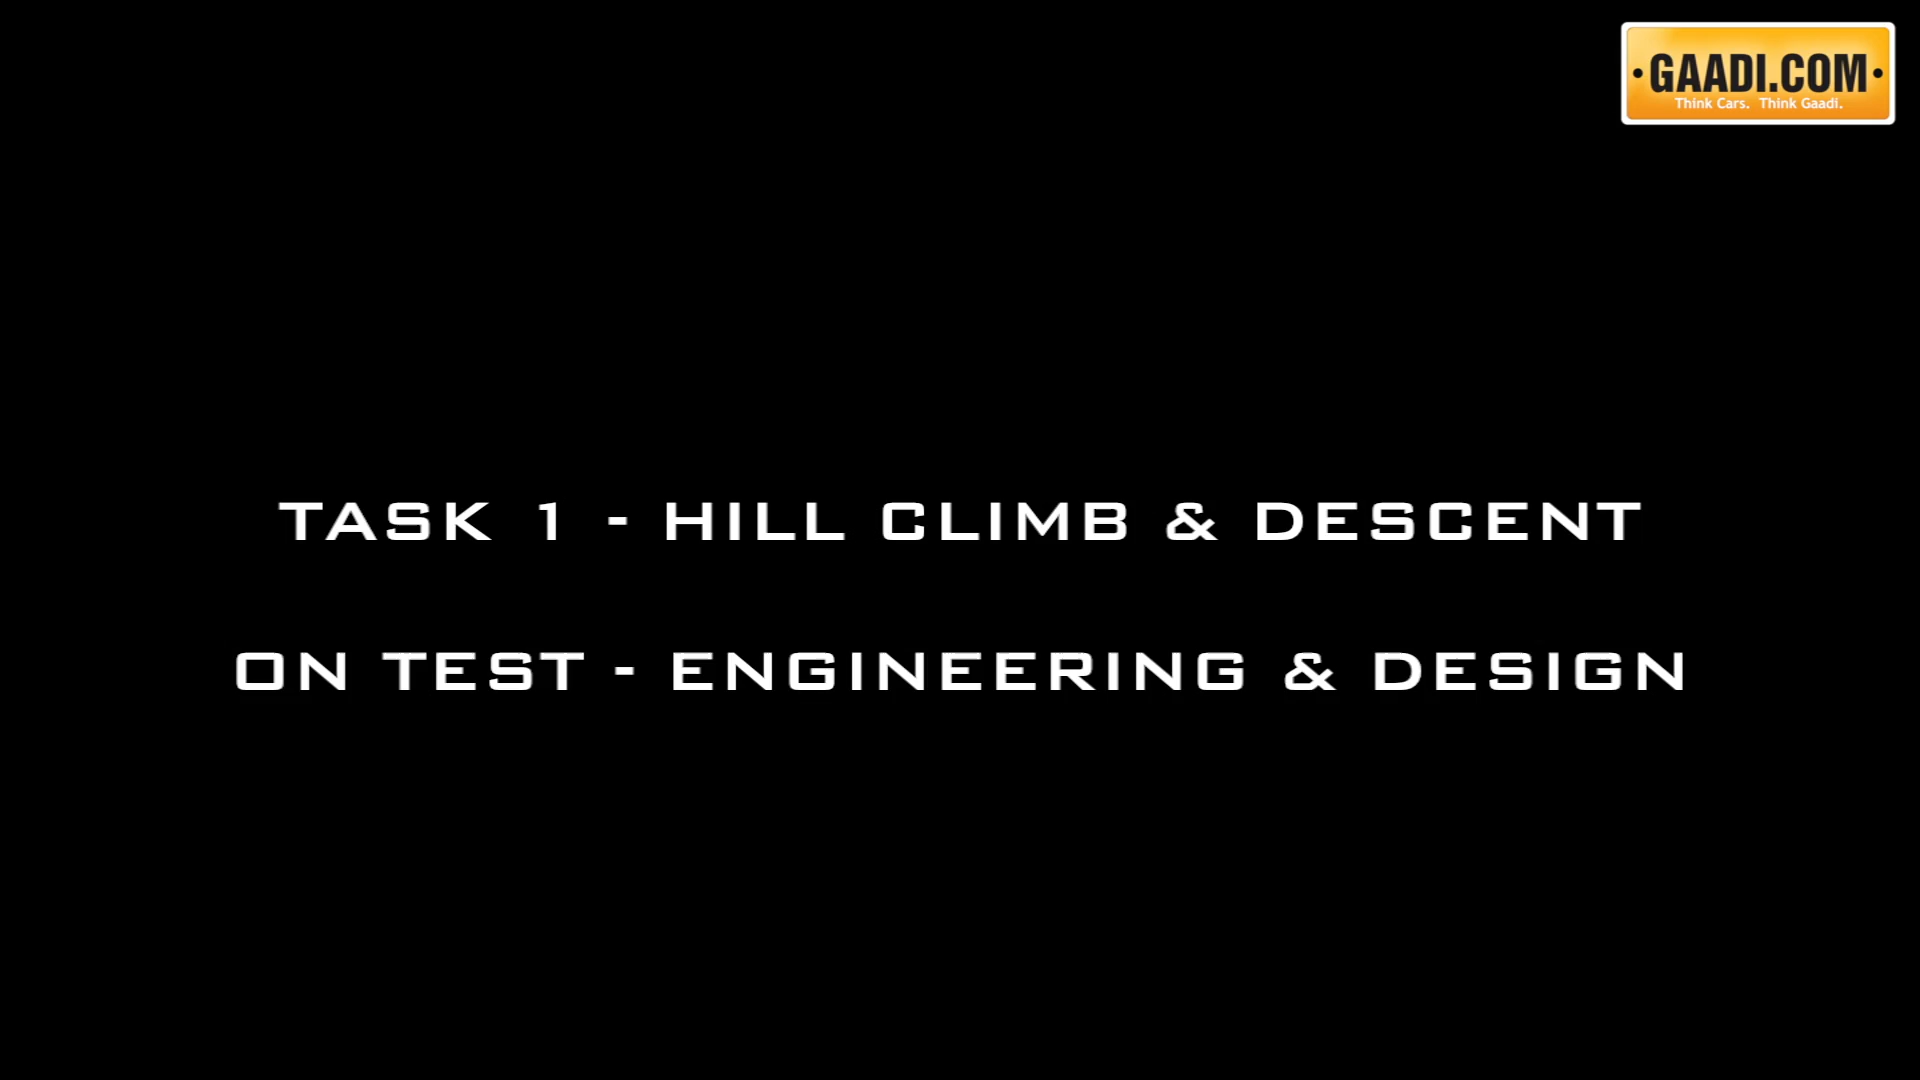 GAADI.COM
Think Cars. Think Gaadi.
TASK 1 - HILL CLIMB & DESCENT
ON TEST - ENGINEERING & DESIGN